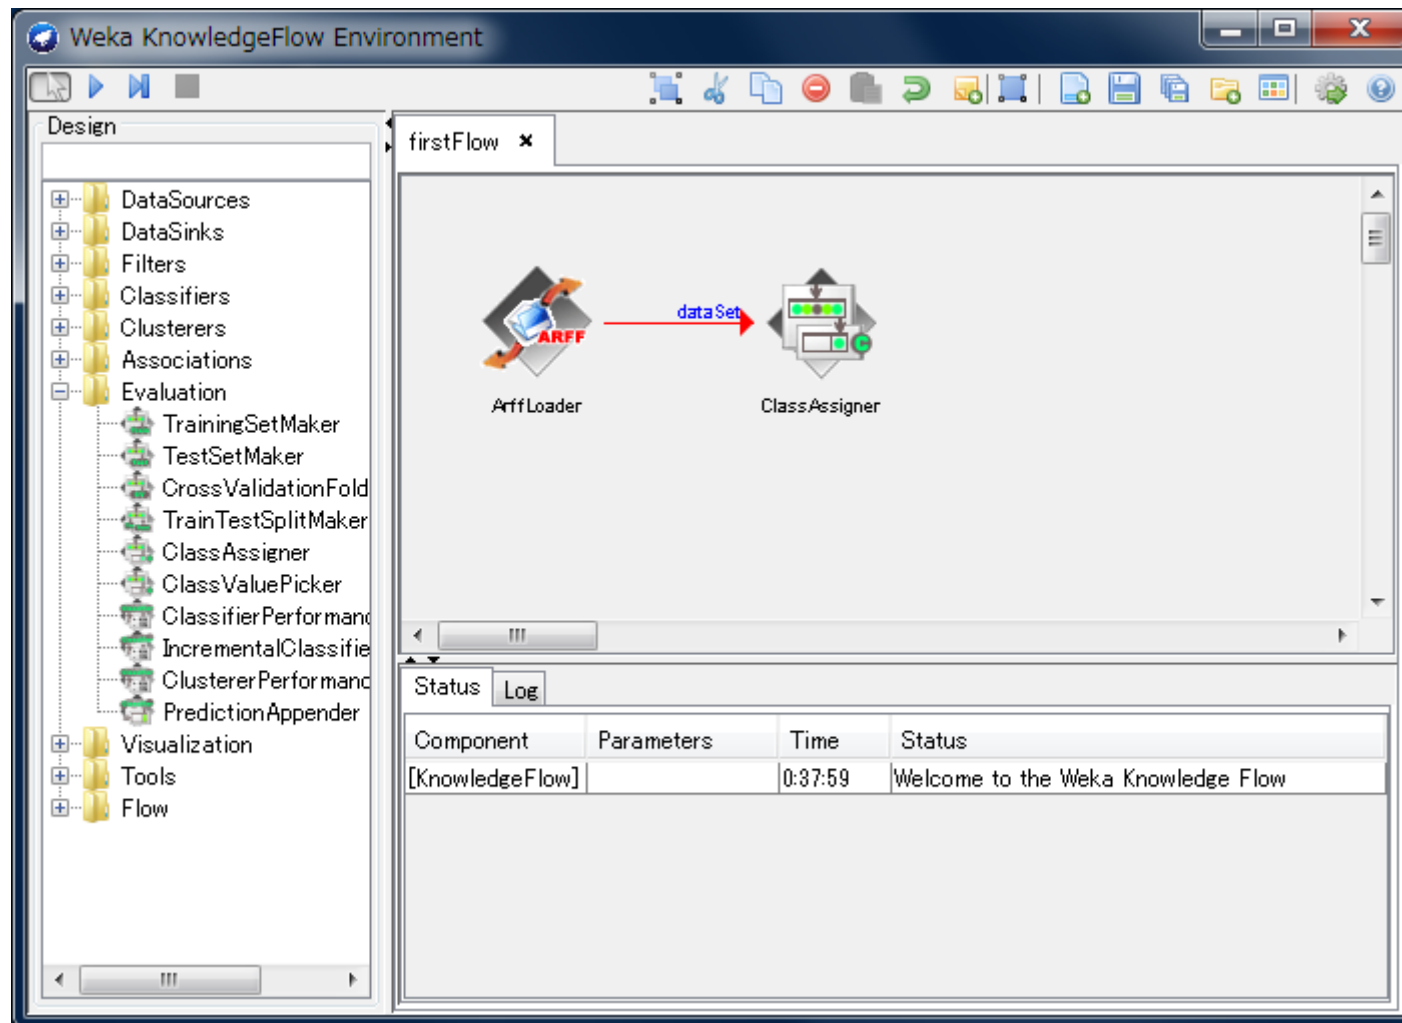 Weka KnowledgeFlow Environment
Design
firstFlow
DataSources
DataSinks
Filters
Classifiers
Clusterers
Associations
Evaluation
TrainingSetMaker
TestSetMaker
CrossValidationFold
TrainTestSplitMaker
ClassAssigner
ClassValuePicker
ClassifierPerformanc
IncrementalClassifie
ClustererPerformanc
PredictionAppender
Visualization
Tools
Flow
dataSet
ARFF
C
ArffLoader ClassAssigner
Status Log
Component Parameters Time Status
[KnowledgeFlow] 0:37:59 Welcome to the Weka Knowledge Flow